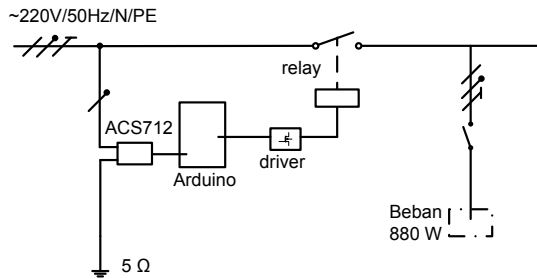 ~220V/50Hz/N/PE
relay
ACS712
Arduino
driver
Beban
880 W
5 Ω